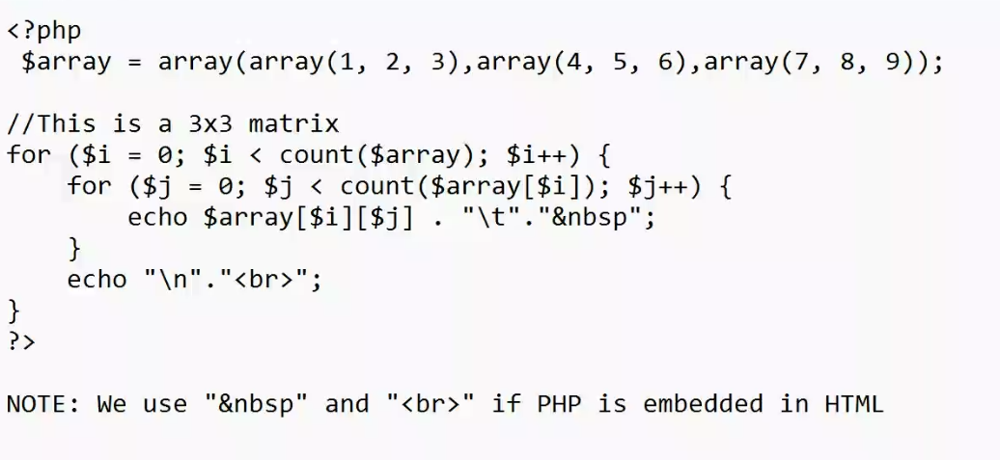 <?php
 $array = array(array(1, 2, 3),array(4, 5, 6),array(7, 8, 9));
//This is a 3x3 matrix
for ($i = 0; $i < count($array); $i++) {
    for ($j = 0; $j < count($array[$i]); $j++) {
        echo $array[$i][$j] . "\t"."&nbsp";
    }
    echo "\n"."<br>";
}
?>
NOTE: We use "&nbsp" and "<br>" if PHP is embedded in HTML